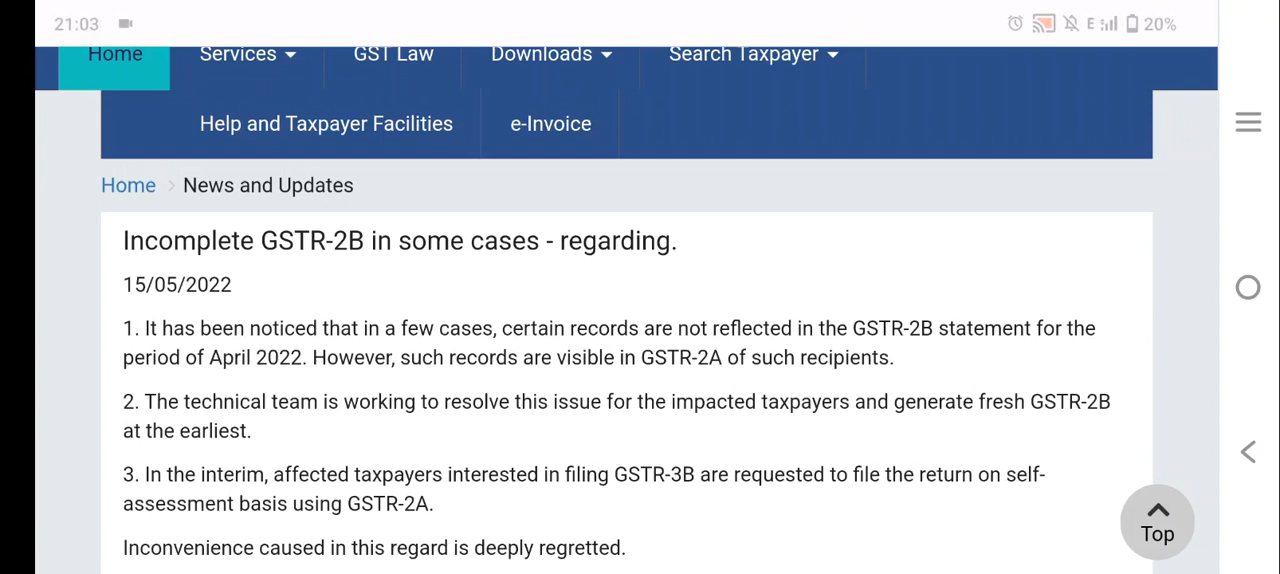 21:03
E 20%
Home Services GST Law Downloads Search Taxpayer
Help and Taxpayer Facilities e-Invoice
Home > News and Updates
Incomplete GSTR-2B in some cases - regarding.
15/05/2022
1. It has been noticed that in a few cases, certain records are not reflected in the GSTR-2B statement for the
period of April 2022. However, such records are visible in GSTR-2A of such recipients.
2. The technical team is working to resolve this issue for the impacted taxpayers and generate fresh GSTR-2B
at the earliest.
3. In the interim, affected taxpayers interested in filing GSTR-3B are requested to file the return on self-
assessment basis using GSTR-2A.
Top
Inconvenience caused in this regard is deeply regretted.